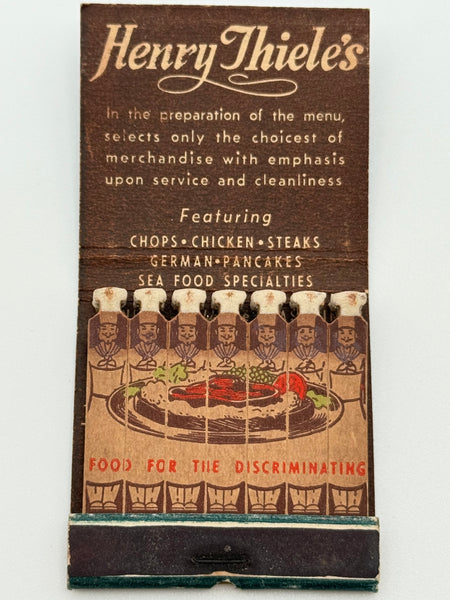 Henry Thiele's
In the preparation of the menu,
selects only the choicest of
merchandise with emphasis
upon service and cleanliness
Featuring
CHOPS • CHICKEN • STEAKS
GERMAN • PANCAKES
SEA FOOD SPECIALTIES
FOOD FOR THE DISCRIMINATING